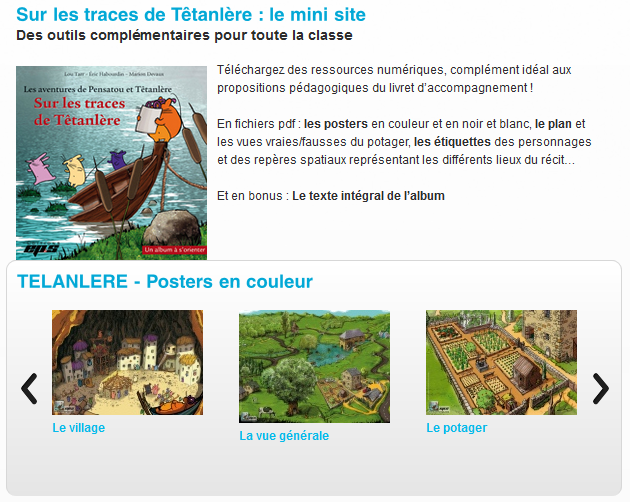 Sur les traces de Têtanlère : le mini site
Des outils complémentaires pour toute la classe
Téléchargez des ressources numériques, complément idéal aux
propositions pédagogiques du livret d'accompagnement !
En fichiers pdf : les posters en couleur et en noir et blanc, le plan et
les vues vraies/fausses du potager, les étiquettes des personnages
et des repères spatiaux représentant les différents lieux du récit...
Et en bonus : Le texte intégral de l'album
Les aventures de Pensatou et Têtanlère
Sur les traces
de Têtanlère
eps
Un album à s'orienter
TELANLERE - Posters en couleur
Le village
La vue générale
Le potager